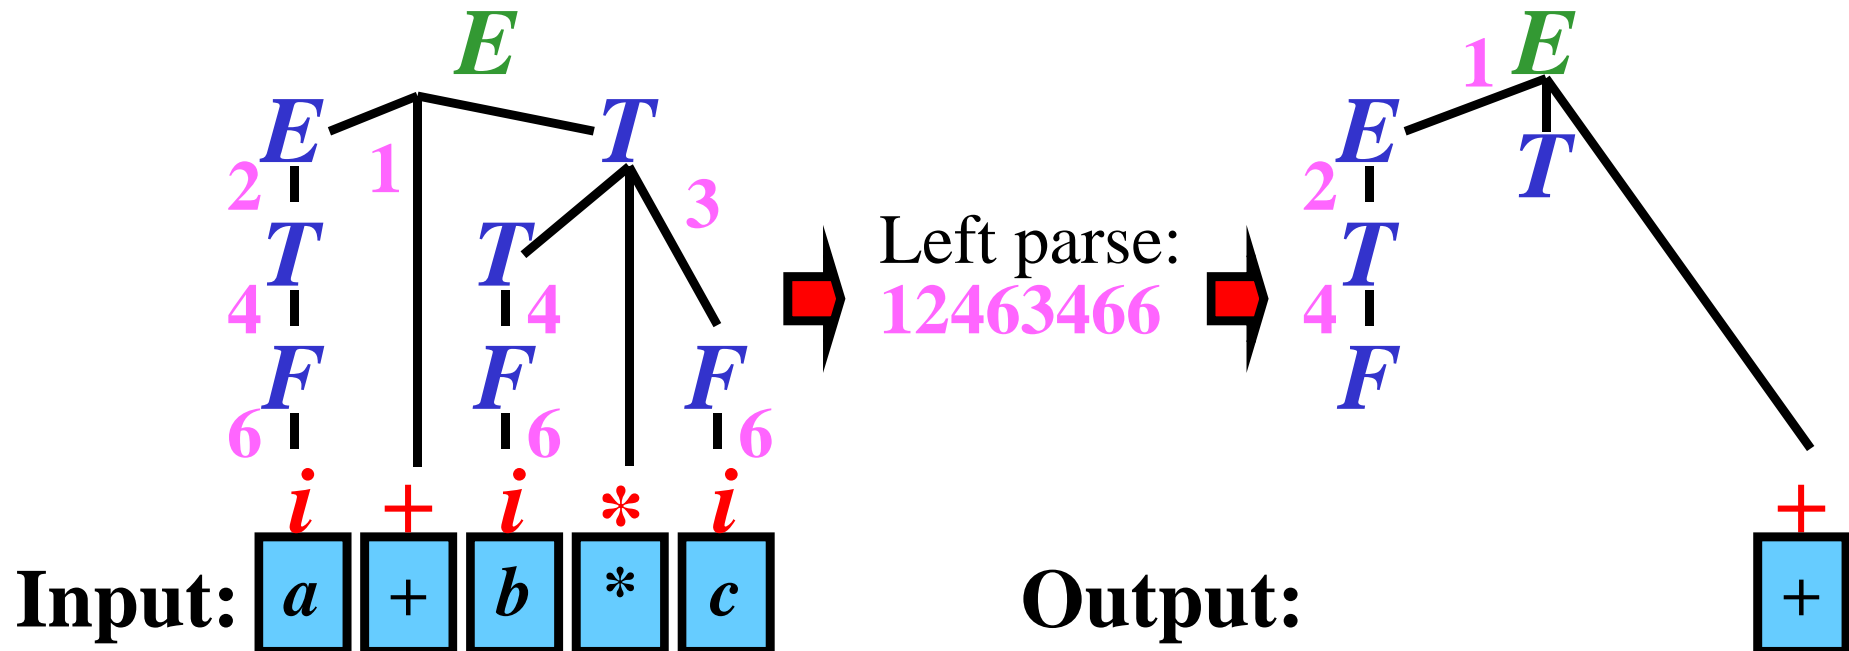 E
1 E
E T
E
2 1
T
2
3
T T
Left parse:
T
4 4
12463466
4
F F F
F
6 6 6
i + i * i
+
Input: a + b * c
Output: +